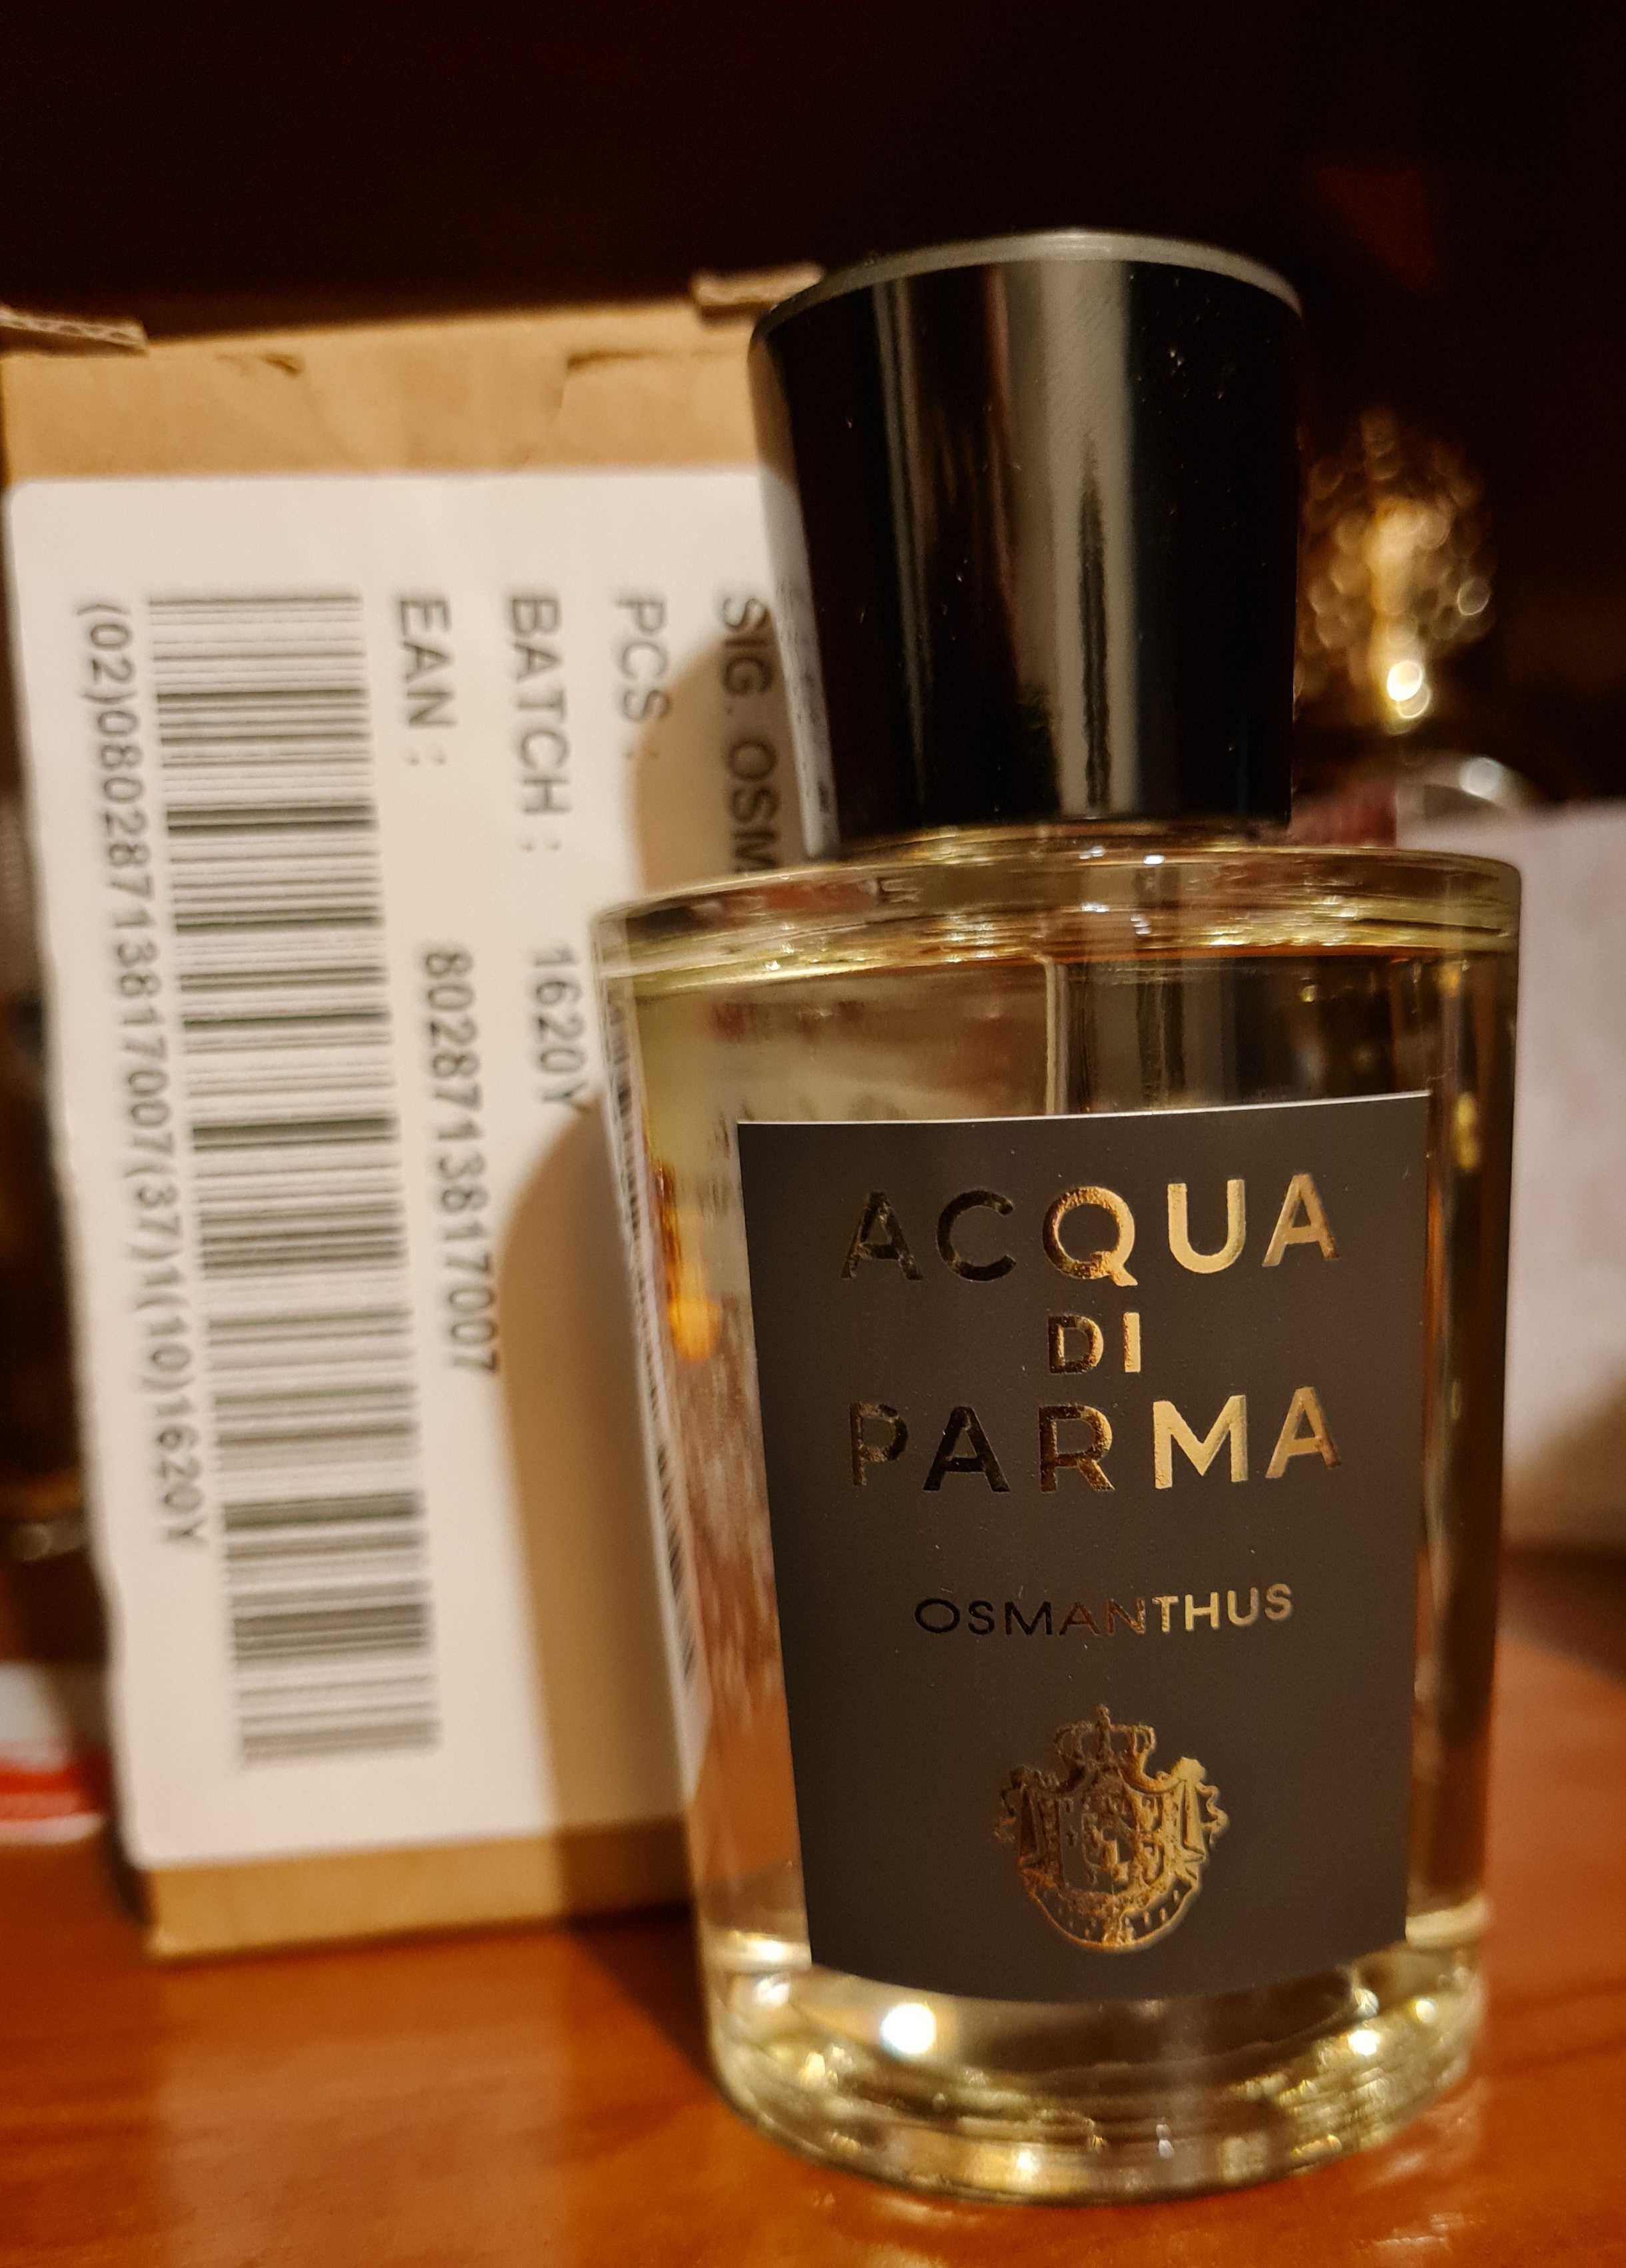 SIG. OSM
PCS.
BATCH : 1620Y
EAN : 8028713817007
(02)08028713817007(37)1(10)1620Y
ACQUA
DI
PARMA
OSMANTHUS